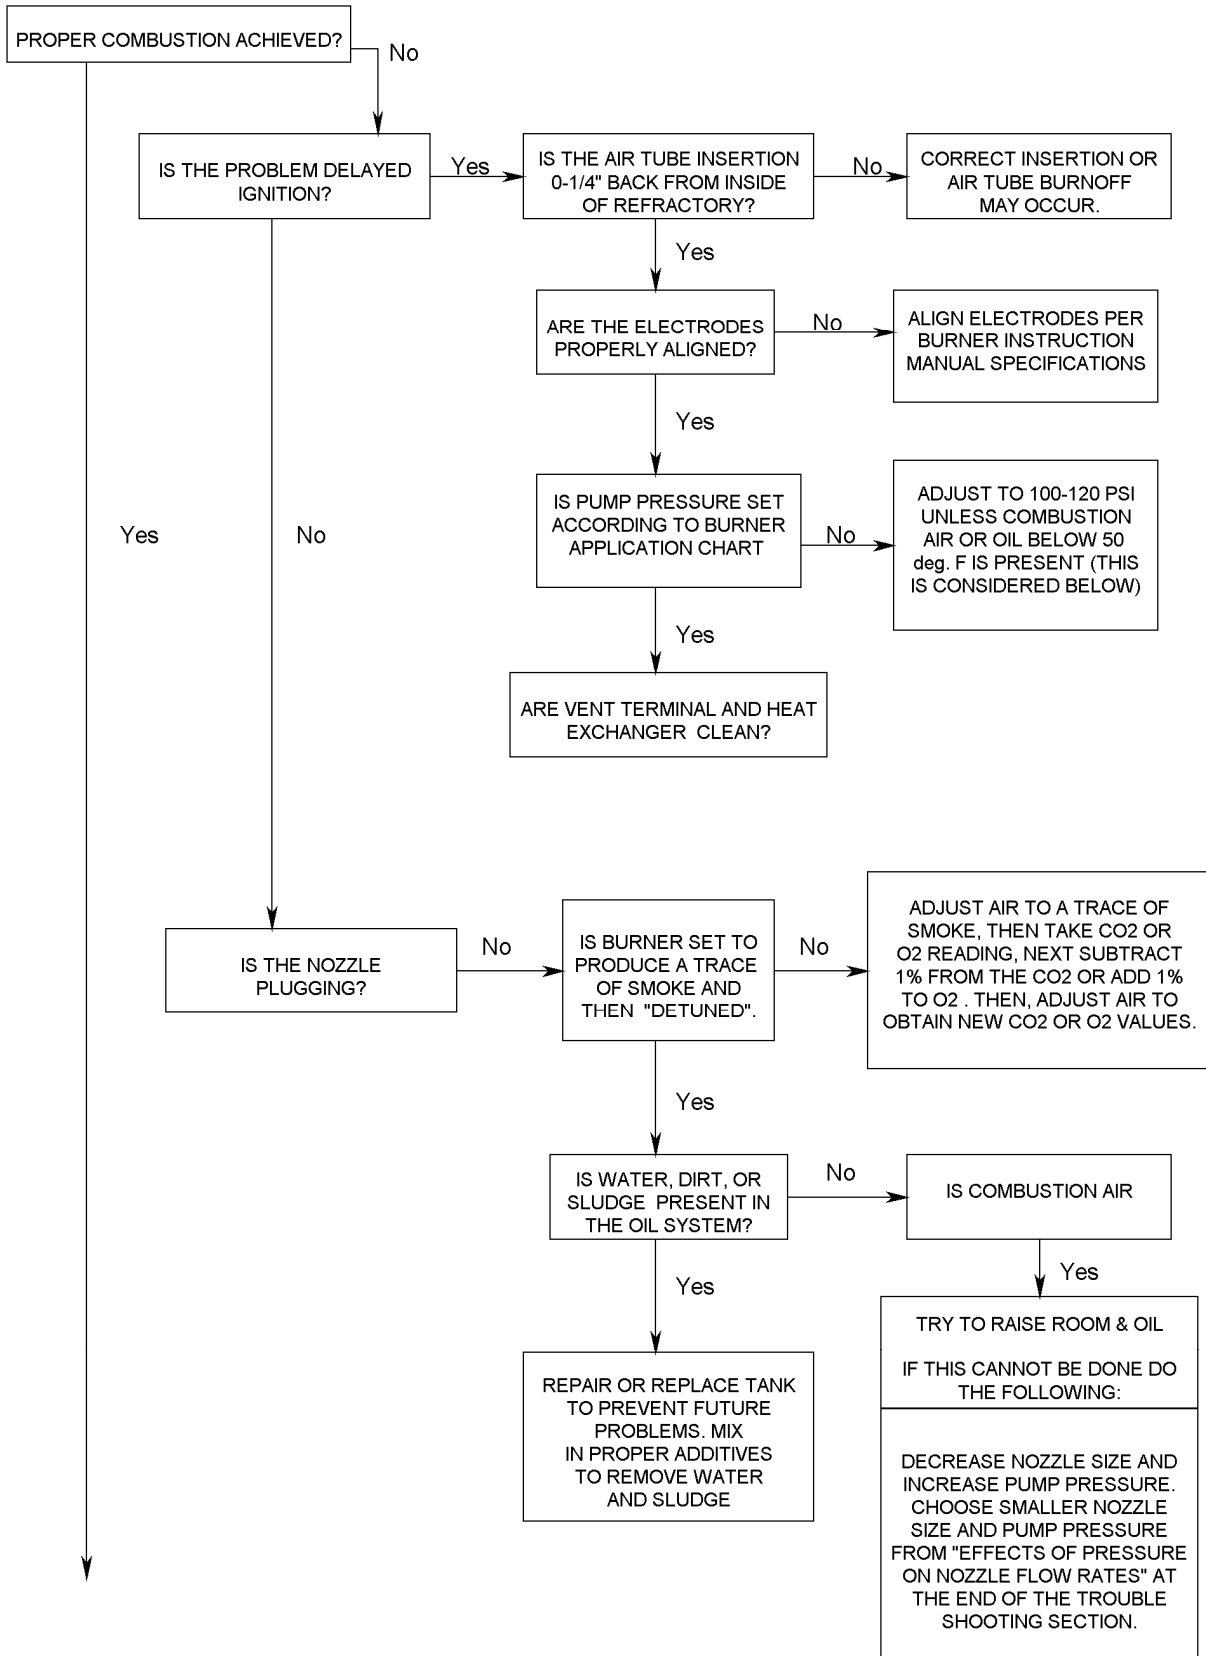 PROPER COMBUSTION ACHIEVED?
No
IS THE PROBLEM DELAYED
IGNITION?
Yes
IS THE AIR TUBE INSERTION
0-1/4" BACK FROM INSIDE
OF REFRACTORY?
No
CORRECT INSERTION OR
AIR TUBE BURNOFF
MAY OCCUR.
Yes
ARE THE ELECTRODES
PROPERLY ALIGNED?
No
ALIGN ELECTRODES PER
BURNER INSTRUCTION
MANUAL SPECIFICATIONS
Yes
IS PUMP PRESSURE SET
ACCORDING TO BURNER
APPLICATION CHART
No
ADJUST TO 100-120 PSI
UNLESS COMBUSTION
AIR OR OIL BELOW 50
deg. F IS PRESENT (THIS
IS CONSIDERED BELOW)
Yes
No
Yes
ARE VENT TERMINAL AND HEAT
EXCHANGER CLEAN?
IS THE NOZZLE
PLUGGING?
No
IS BURNER SET TO
PRODUCE A TRACE
OF SMOKE AND
THEN "DETUNED".
No
ADJUST AIR TO A TRACE OF
SMOKE, THEN TAKE CO2 OR
O2 READING, NEXT SUBTRACT
1% FROM THE CO2 OR ADD 1%
TO O2 . THEN, ADJUST AIR TO
OBTAIN NEW CO2 OR O2 VALUES.
Yes
IS WATER, DIRT, OR
SLUDGE PRESENT IN
THE OIL SYSTEM?
No
IS COMBUSTION AIR
Yes
Yes
REPAIR OR REPLACE TANK
TO PREVENT FUTURE
PROBLEMS. MIX
IN PROPER ADDITIVES
TO REMOVE WATER
AND SLUDGE
TRY TO RAISE ROOM & OIL
IF THIS CANNOT BE DONE DO
THE FOLLOWING:
DECREASE NOZZLE SIZE AND
INCREASE PUMP PRESSURE.
CHOOSE SMALLER NOZZLE
SIZE AND PUMP PRESSURE
FROM "EFFECTS OF PRESSURE
ON NOZZLE FLOW RATES" AT
THE END OF THE TROUBLE
SHOOTING SECTION.